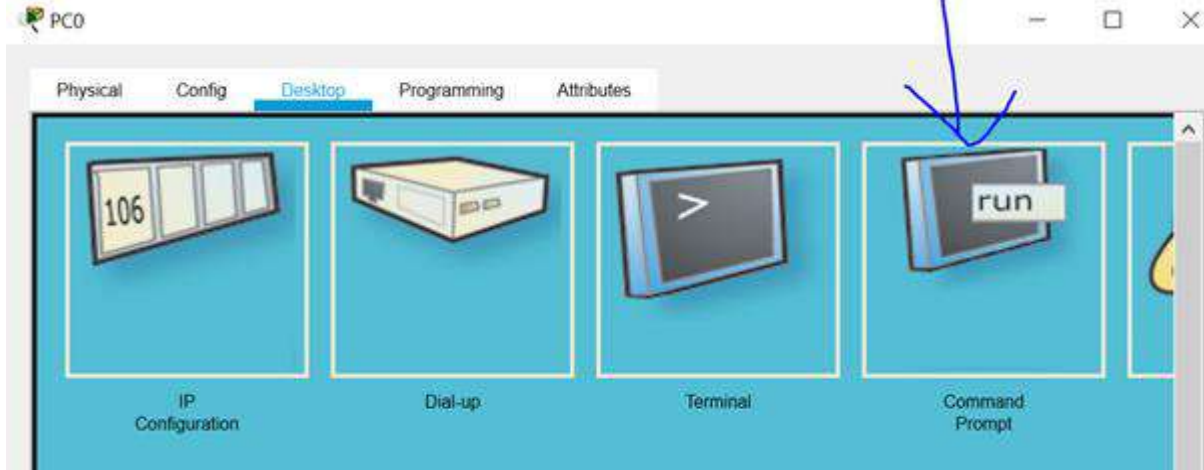 PC0
Physical Config Desktop Programming Attributes
106
>
run
IP
Configuration
Dial-up
Terminal
Command
Prompt